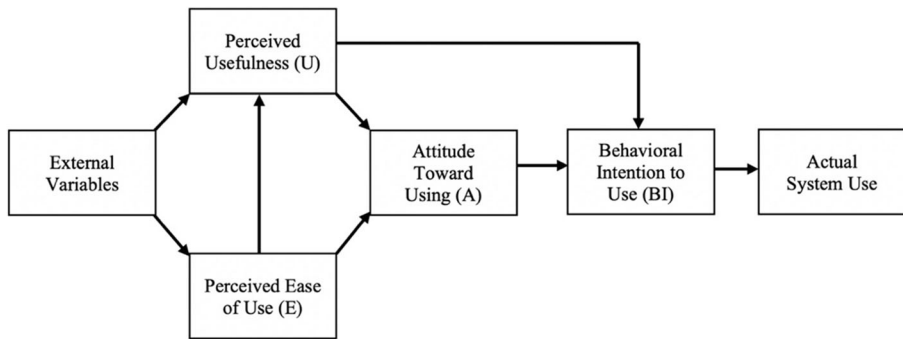 Perceived
Usefulness (U)
External
Variables
Attitude
Toward
Using (A)
Behavioral
Intention to
Use (BI)
Actual
System Use
Perceived Ease
of Use (E)